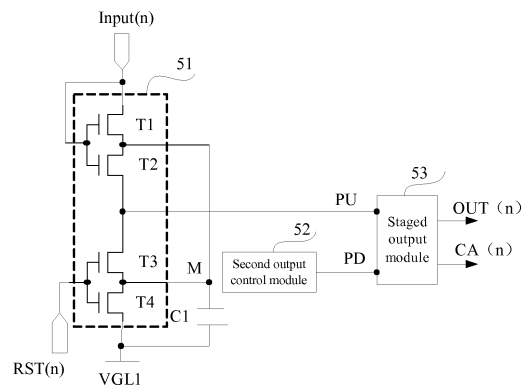 Input(n)
51
T1
T2
53
PU
Staged
output
module
OUT（n）
CA（n）
52
Second output
control module
PD
T3
M
T4
C1
RST(n)
VGL1